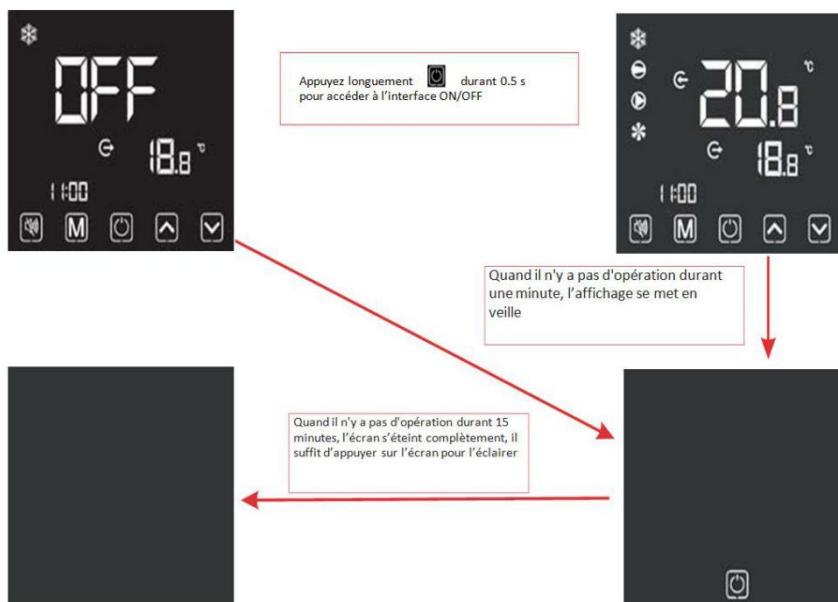 OFF
18.8 ℃
11:00
M
Appuyez longuement durant 0.5 s
pour accéder à l’interface ON/OFF
20.8 ℃
18.8 ℃
11:00
M
Quand il n'y a pas d'opération durant
une minute, l’affichage se met en
veille
Quand il n'y a pas d'opération durant 15
minutes, l’écran s’éteint complètement, il
suffit d’appuyer sur l’écran pour l’éclairer